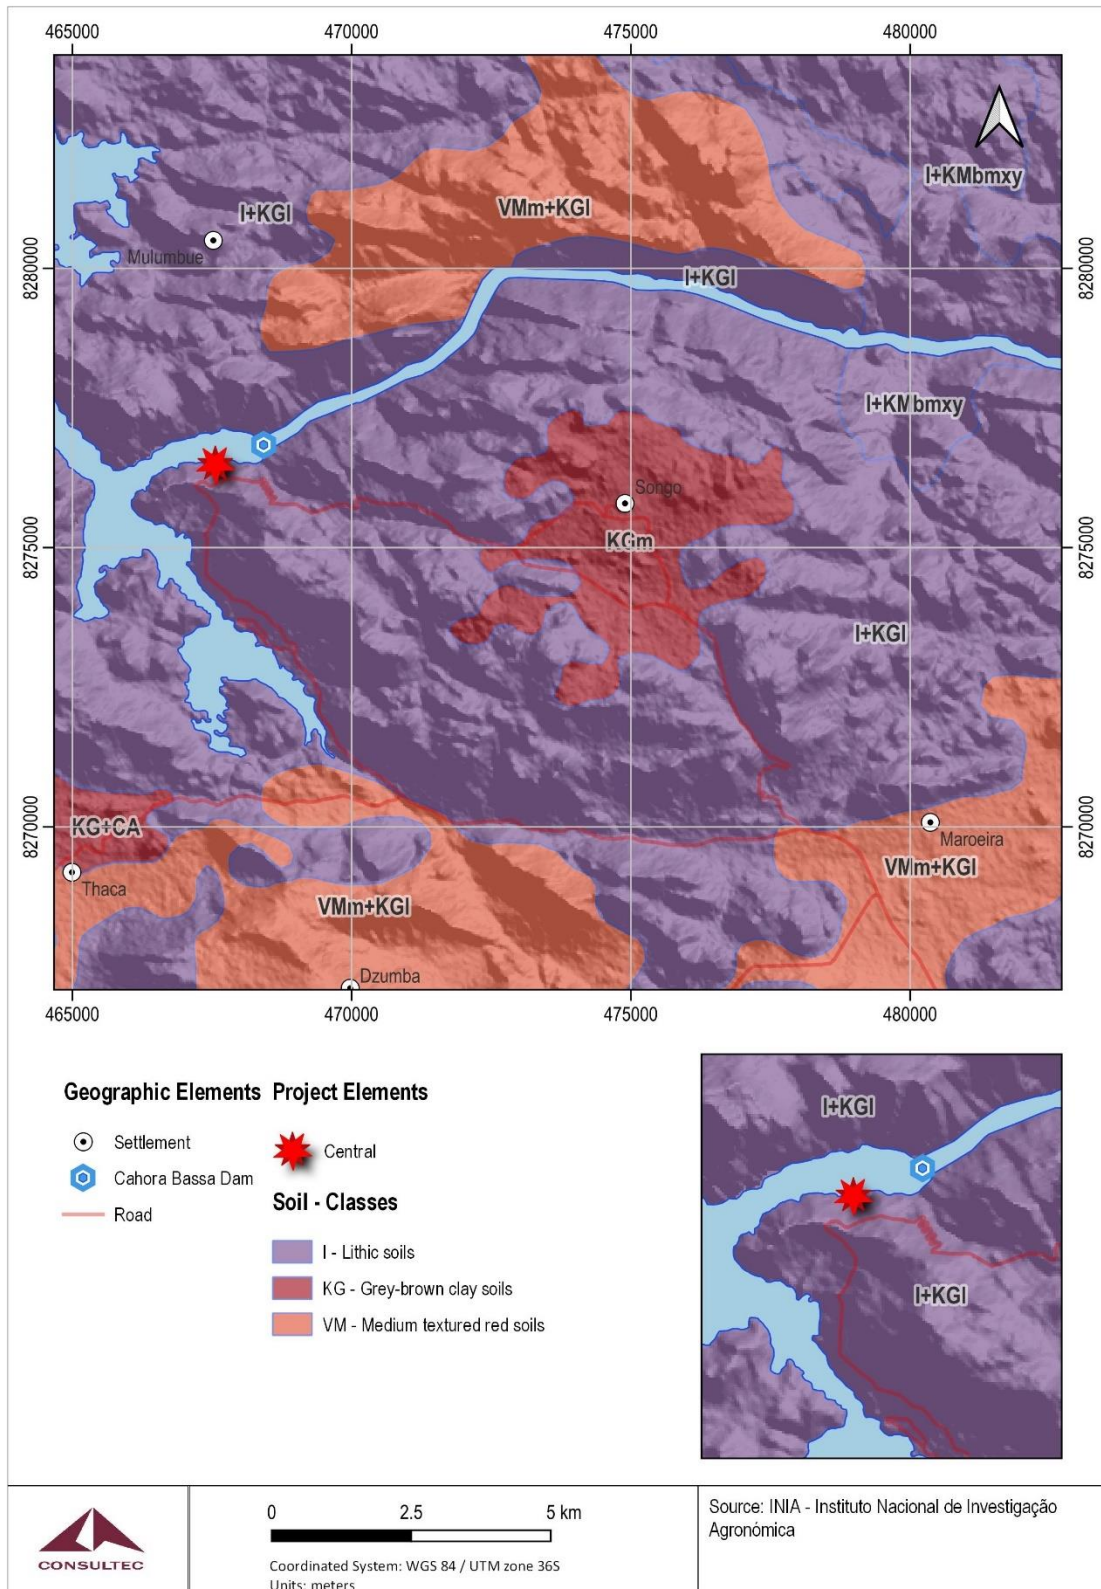 465000 470000 475000 480000
I+KMbmxy
VMm+KGl
I+KGl
Mulumbue
8280000
8280000
I+KGl
I+KMbmxy
Songo
KGm
8275000
8275000
I+KGl
8270000
8270000
KG+CA
Maroeira
VMm+KGl
Thaca
VMm+KGl
Dzumba
465000 470000 475000 480000
Geographic Elements
Settlement
Cahora Bassa Dam
Road
Project Elements
Central
Soil - Classes
I - Lithic soils
KG - Grey-brown clay soils
VM - Medium textured red soils
I+KGl
I+KGl
CONSULTEC
0 2.5 5 km
Coordinated System: WGS 84 / UTM zone 36S
Units: meters
Source: INIA - Instituto Nacional de Investigação
Agronómica